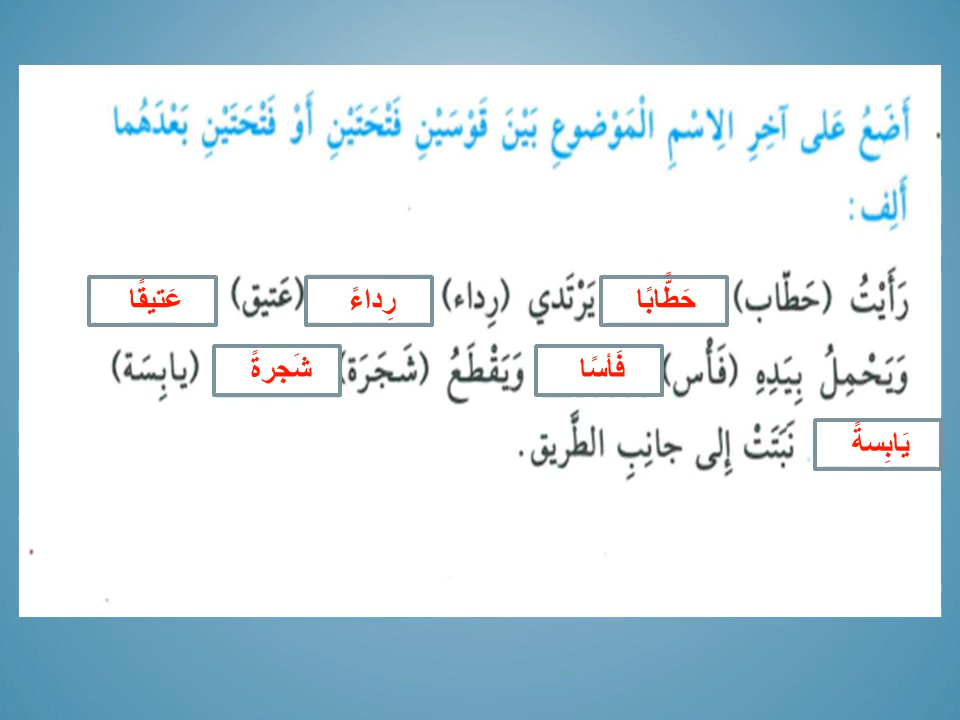 أَضَعُ عَلى آخِرِ الِاسْمِ الْمَوْضوعِ بَيْنَ قَوْسَيْنِ فَتْحَتَيْنِ أَوْ فَتْحَتَيْنِ بَعْدَهُما
أَلِف :
رَأَيْتُ (حَطّاب) حَطَّابًا يَرْتَدي (رِداء) رِداءً (عَتيق) عَتيقًا
وَيَحْمِلُ بِيَدِهِ (فَأْس) فَأسًا وَيَقْطَعُ (شَجَرَة) شَجرةً (يابِسَة)
يَابِسةً نَبَتَتْ إِلى جانِبِ الطَّريق .